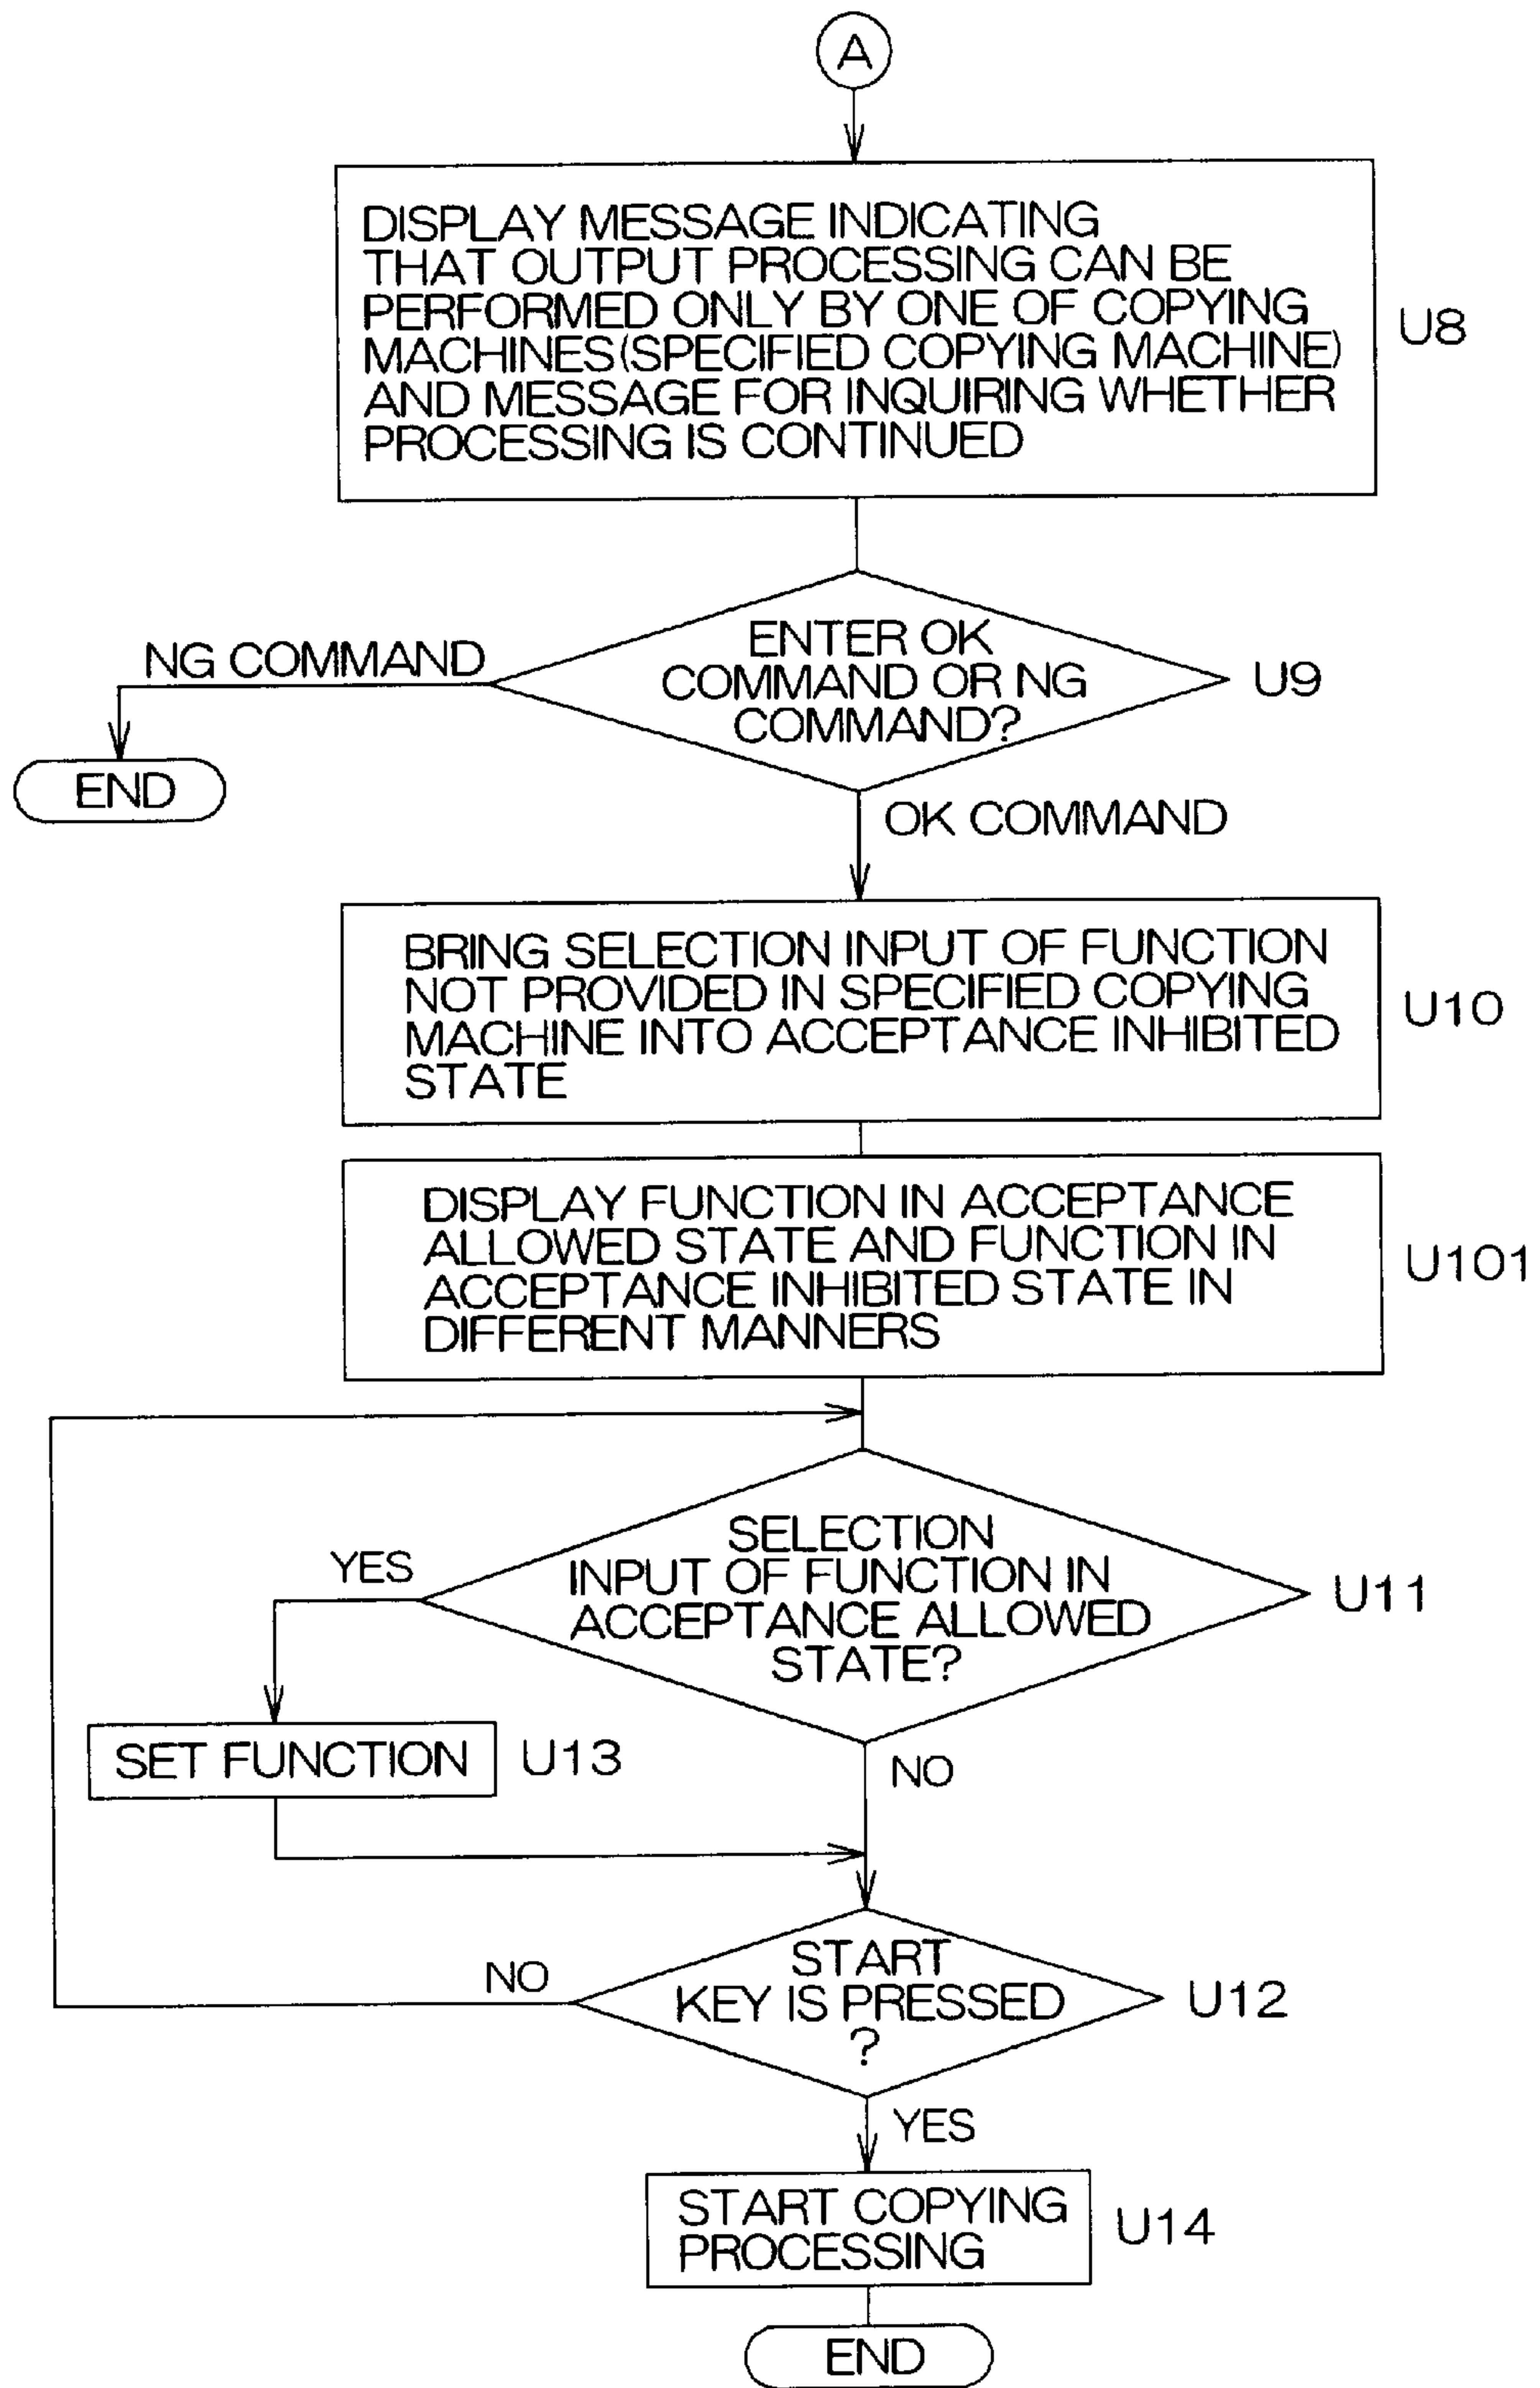 A
DISPLAY MESSAGE INDICATING
THAT OUTPUT PROCESSING CAN BE
PERFORMED ONLY BY ONE OF COPYING
MACHINES(SPECIFIED COPYING MACHINE)
AND MESSAGE FOR INQUIRING WHETHER
PROCESSING IS CONTINUED
U8
NG COMMAND
ENTER OK
COMMAND OR NG
COMMAND?
U9
END
OK COMMAND
BRING SELECTION INPUT OF FUNCTION
NOT PROVIDED IN SPECIFIED COPYING
MACHINE INTO ACCEPTANCE INHIBITED
STATE
U10
DISPLAY FUNCTION IN ACCEPTANCE
ALLOWED STATE AND FUNCTION IN
ACCEPTANCE INHIBITED STATE IN
DIFFERENT MANNERS
U101
YES
SELECTION
INPUT OF FUNCTION IN
ACCEPTANCE ALLOWED
STATE?
U11
SET FUNCTION
U13
NO
NO
START
KEY IS PRESSED
?
U12
YES
START COPYING
PROCESSING
U14
END